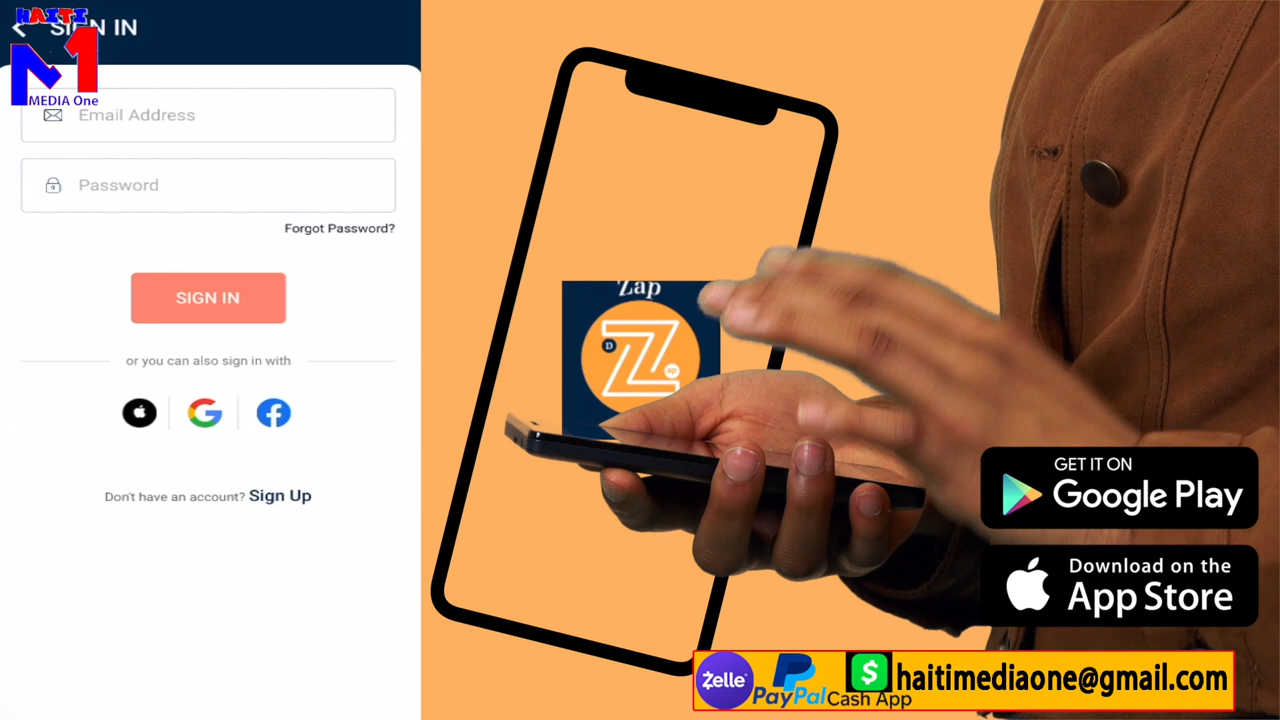 HAITI
SIGN IN
M1
MEDIA One
Email Address
Password
Forgot Password?
SIGN IN
or you can also sign in with
Don't have an account? Sign Up
Zap
D
Z
zap
GET IT ON
Google Play
Download on the
App Store
Zelle
PayPal
$
Cash App
haitimediaone@gmail.com